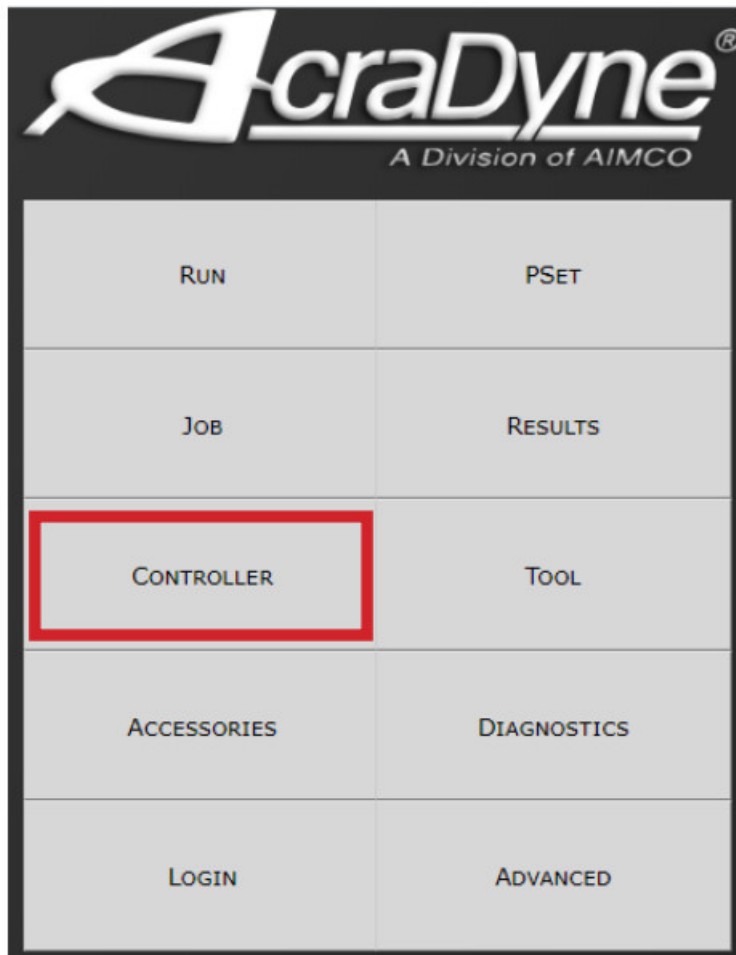 AcraDyne®
A Division of AIMCO
RUN PSET
JOB RESULTS
CONTROLLER TOOL
ACCESSORIES DIAGNOSTICS
LOGIN ADVANCED